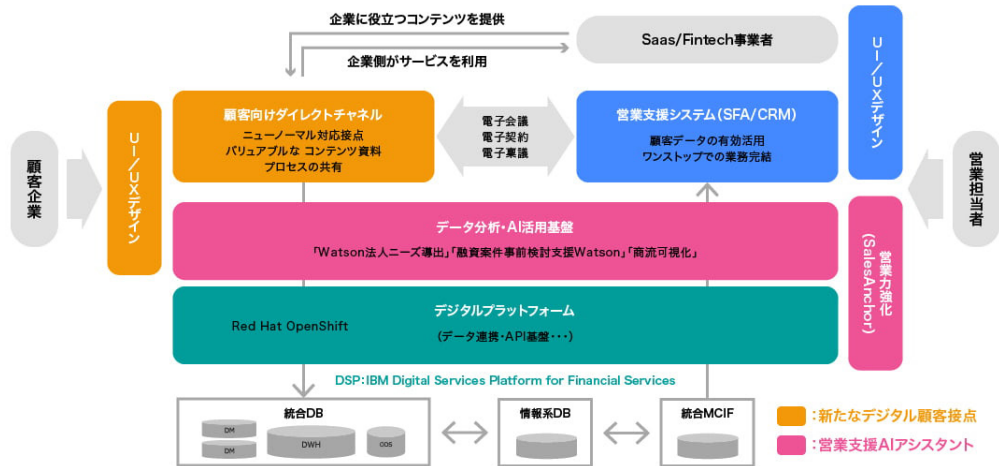 企業に役立つコンテンツを提供
企業側がサービスを利用
Saas/Fintech事業者
UI/UXデザイン
顧客企業
UI/UXデザイン
顧客向けダイレクトチャネル
ニューノーマル対応接点
バリュアブルな コンテンツ資料
プロセスの共有
電子会議
電子契約
電子稟議
営業支援システム(SFA/CRM)
顧客データの有効活用
ワンストップでの業務完結
営業担当者
データ分析・AI活用基盤
「Watson法人ニーズ導出」「融資案件事前検討支援Watson」「商流可視化」
営業力強化
(SalesAnchor)
デジタルプラットフォーム
Red Hat OpenShift
(データ連携・API基盤・・・)
DSP:IBM Digital Services Platform for Financial Services
統合DB
DM
DM
DWH
COS
情報系DB
統合MCIF
:新たなデジタル顧客接点
:営業支援AIアシスタント